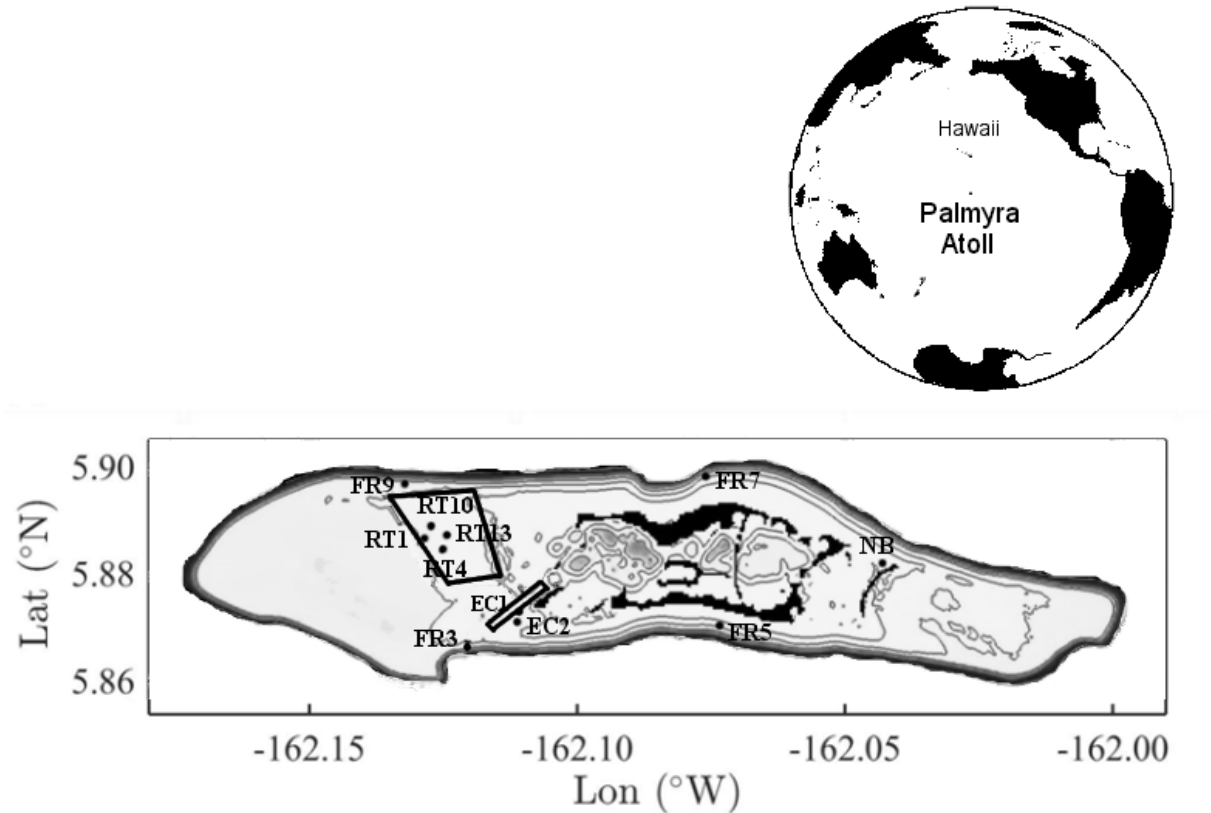 Hawaii
Palmyra
Atoll
5.90
5.88
5.86
Lat (°N)
FR9
FR7
RT10
RT1
RT13
RT4
NB
EC1
EC2
FR3
FR5
-162.15
-162.10
-162.05
-162.00
Lon (°W)